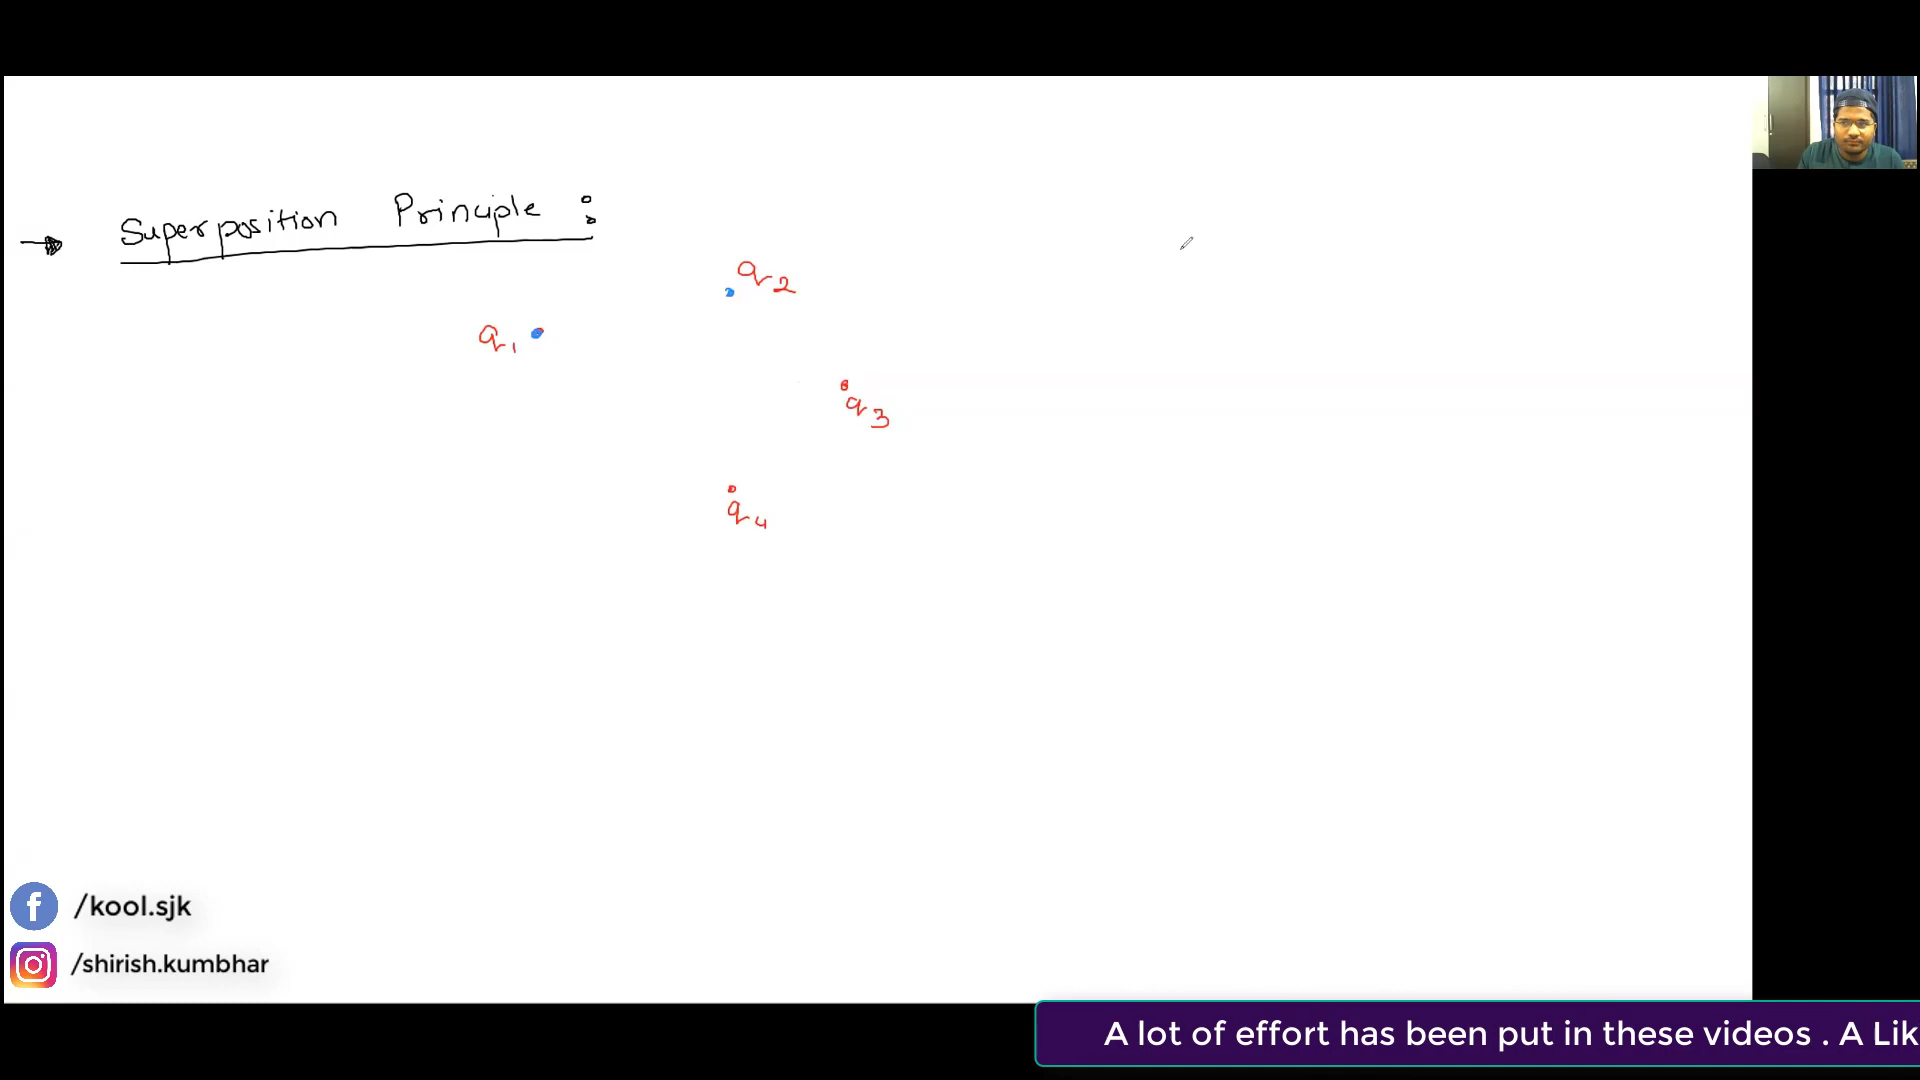 Superposition Principle :
q2
q1
q3
q4
f /kool.sjk
/shirish.kumbhar
A lot of effort has been put in these videos . A Lik